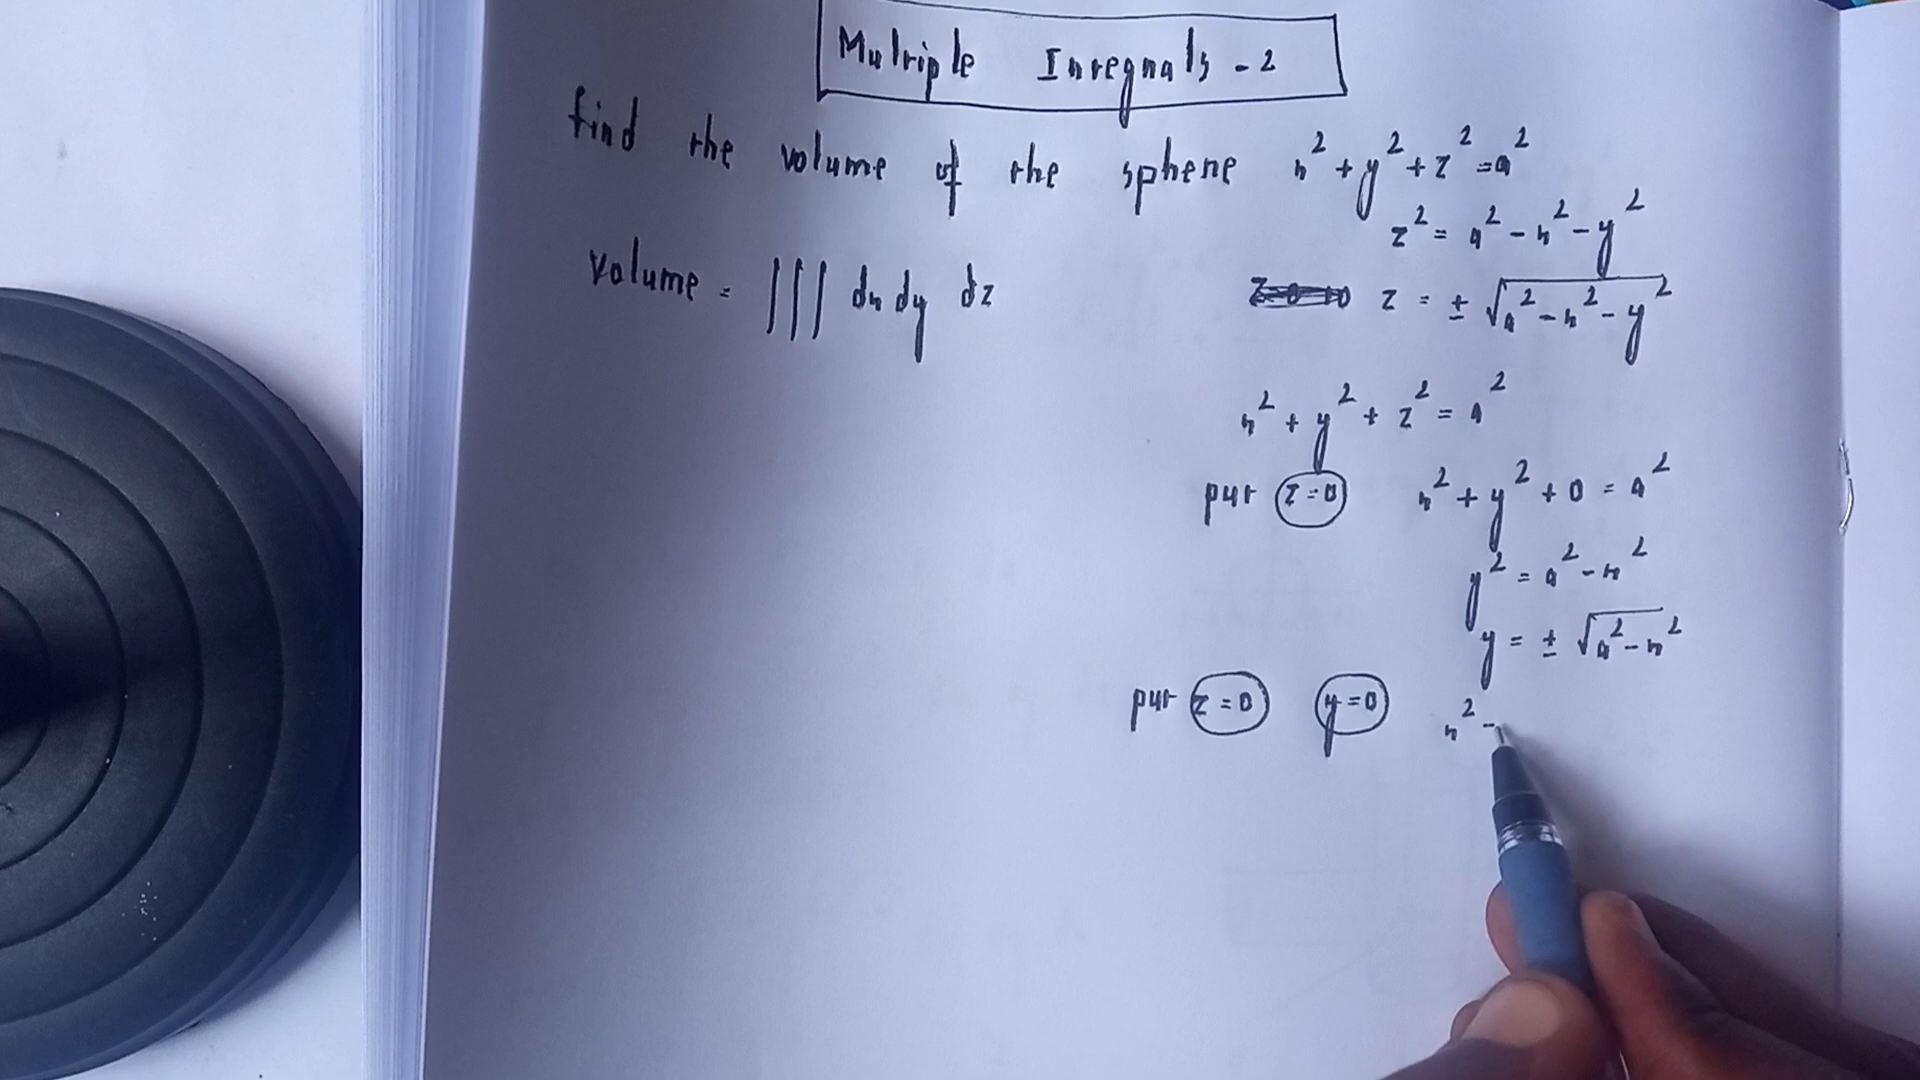 Multiple Integrals - 2
find the volume of the sphere x² + y² + z² = a²
z² = a² - x² - y²
volume = ∫∫∫ dx dy dz
z = ± √(a² - x² - y²)
x² + y² + z² = a²
put z = 0 x² + y² + 0 = a²
y² = a² - x²
y = ± √(a² - x²)
put z = 0 y = 0 x² -